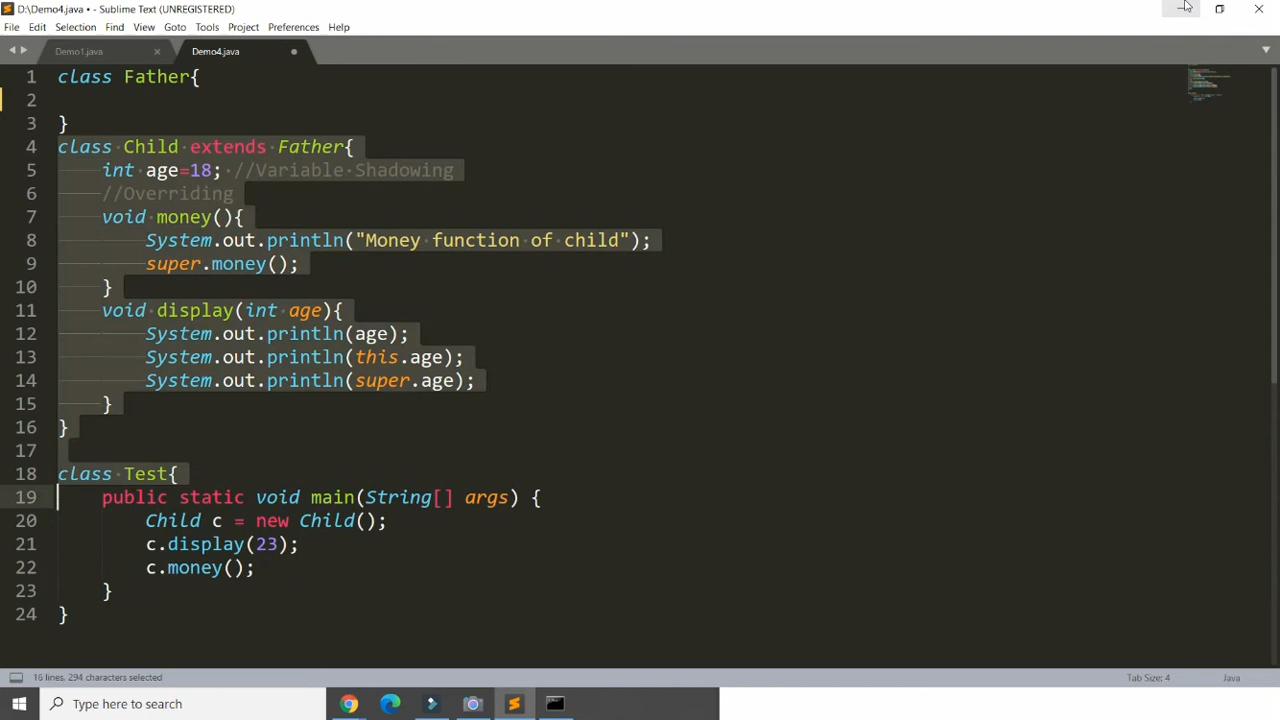 D:\Demo4.java • - Sublime Text (UNREGISTERED)
File Edit Selection Find View Goto Tools Project Preferences Help
Demo1.java Demo4.java
1 class Father{
2
3 }
4 class Child extends Father{
5 int age=18; //Variable Shadowing
6 //Overriding
7 void money(){
8 System.out.println("Money function of child");
9 super.money();
10 }
11 void display(int age){
12 System.out.println(age);
13 System.out.println(this.age);
14 System.out.println(super.age);
15 }
16 }
17
18 class Test{
19 public static void main(String[] args) {
20 Child c = new Child();
21 c.display(23);
22 c.money();
23 }
24 }
16 lines, 294 characters selected Tab Size: 4 Java
Type here to search